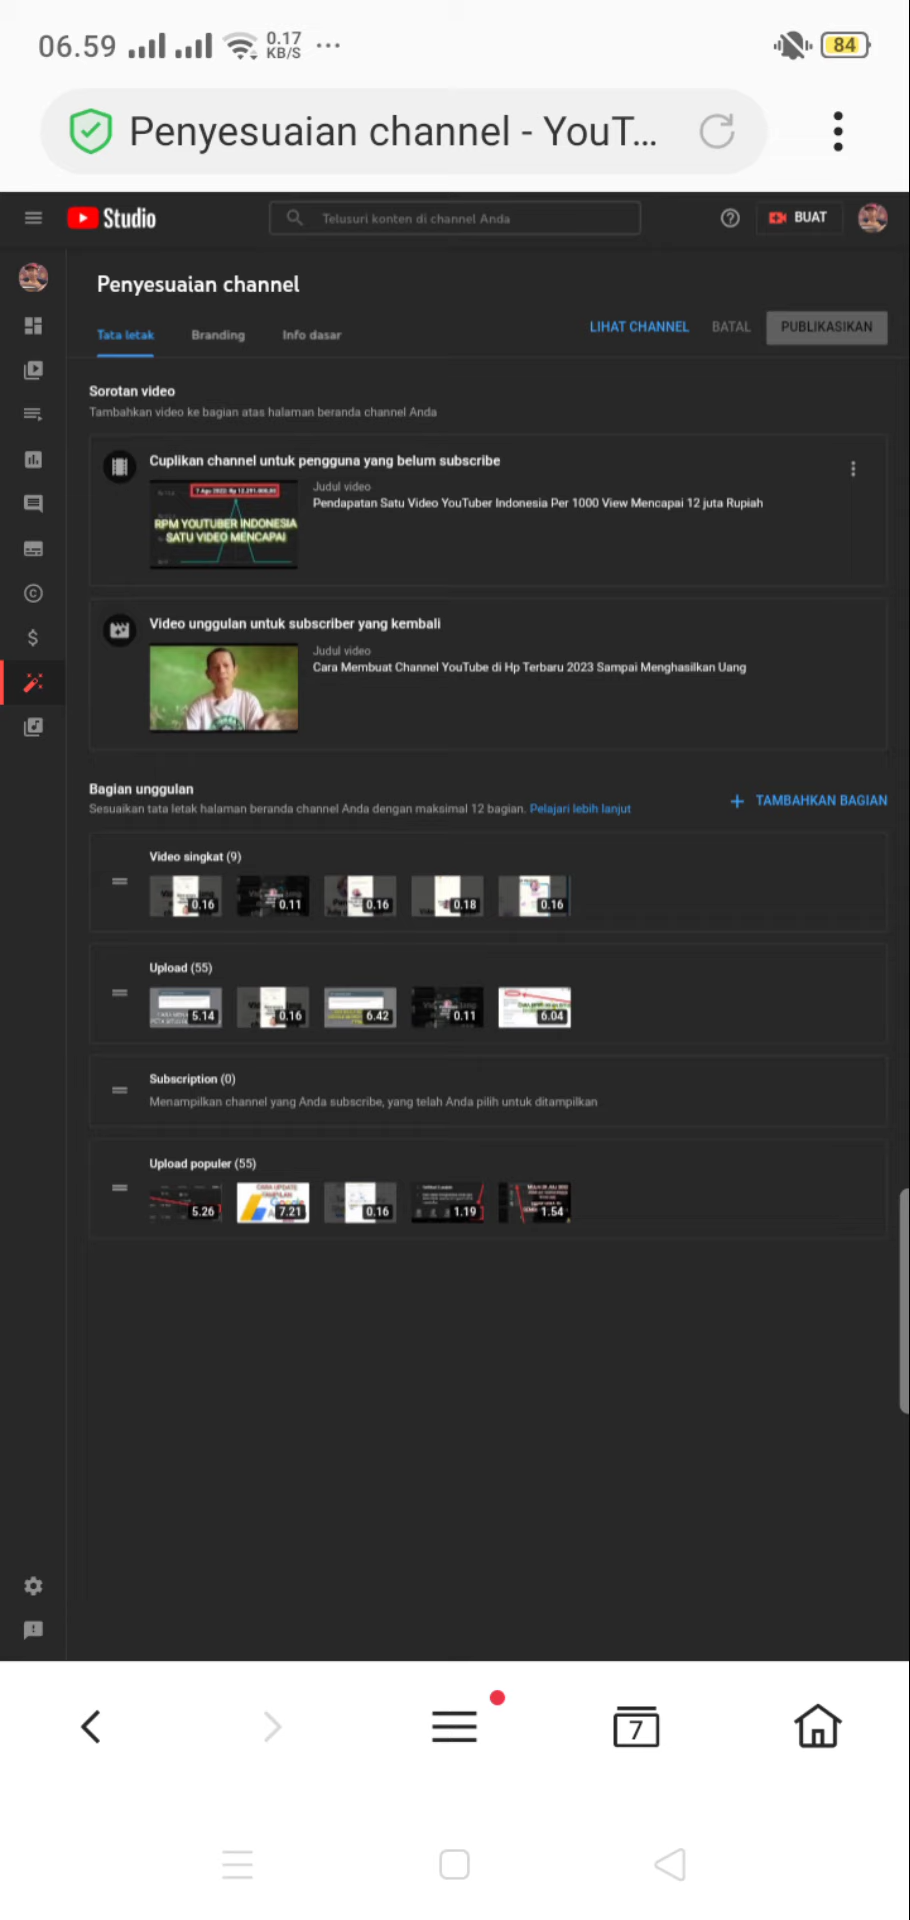 06.59
0.17
KB/S
84
Penyesuaian channel - YouT...
Studio
Telusuri konten di channel Anda
BUAT
Penyesuaian channel
Tata letak
Branding
Info dasar
LIHAT CHANNEL
BATAL
PUBLIKASIKAN
Sorotan video
Tambahkan video ke bagian atas halaman beranda channel Anda
Cuplikan channel untuk pengguna yang belum subscribe
RPM YOUTUBER INDONESIA
SATU VIDEO MENCAPAI
Judul video
Pendapatan Satu Video YouTuber Indonesia Per 1000 View Mencapai 12 juta Rupiah
Video unggulan untuk subscriber yang kembali
Judul video
Cara Membuat Channel YouTube di Hp Terbaru 2023 Sampai Menghasilkan Uang
Bagian unggulan
Sesuaikan tata letak halaman beranda channel Anda dengan maksimal 12 bagian. Pelajari lebih lanjut
TAMBAHKAN BAGIAN
Video singkat (9)
0.16
0.11
0.16
0.18
0.16
Upload (55)
5.14
0.16
6.42
0.11
6.04
Subscription (0)
Menampilkan channel yang Anda subscribe, yang telah Anda pilih untuk ditampilkan
Upload populer (55)
5.26
CARA UPDATE
7.21
0.16
1.19
1.54
7